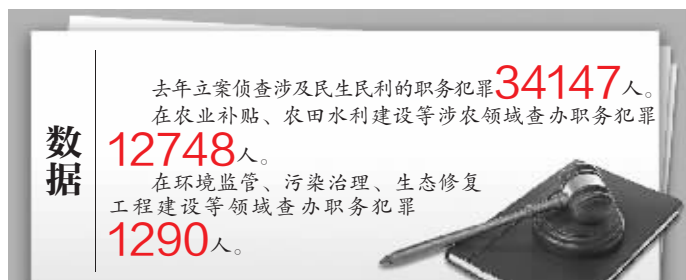 数据
去年立案侦查涉及民生民利的职务犯罪34147人。
在农业补贴、农田水利建设等涉农领域查办职务犯罪
12748人。
在环境监管、污染治理、生态修复
工程建设等领域查办职务犯罪
1290人。